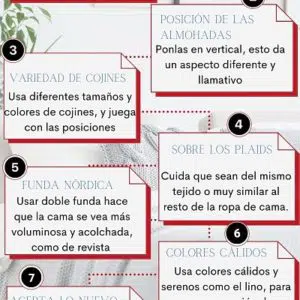 2
POSICIÓN DE LAS
ALMOHADAS
Ponlas en vertical, esto da
un aspecto diferente y
llamativo
3
VARIEDAD DE COJINES
Usa diferentes tamaños y
colores de cojines, y juega
con las posiciones
4
SOBRE LOS PLAIDS
Cuida que sean del mismo
tejido o muy similar al
resto de la ropa de cama.
5
FUNDA NÓRDICA
Usar doble funda hace
que la cama se vea más
voluminosa y acolchada,
como de revista
6
COLORES CÁLIDOS
Usa colores cálidos y
serenos como el lino, para
7
ACEPTA LO NUEVO